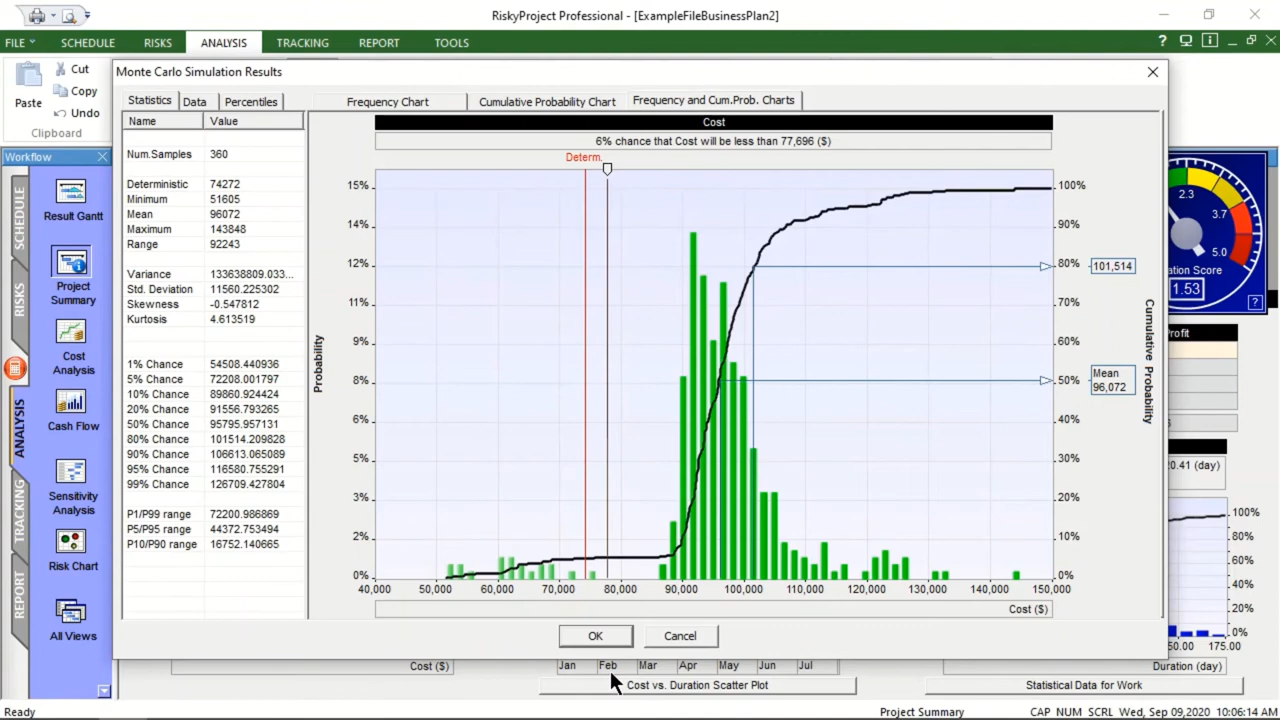 RiskyProject Professional - [ExampleFileBusinessPlan2]
FILE SCHEDULE RISKS ANALYSIS TRACKING REPORT TOOLS
Cut
Copy
Paste
Undo
Clipboard
Workflow
SCHEDULE
RISKS
ANALYSIS
TRACKING
REPORT
Result Gantt
Project
Summary
Cost
Analysis
Cash Flow
Sensitivity
Analysis
Risk Chart
All Views
Monte Carlo Simulation Results
Statistics Data Percentiles
Frequency Chart Cumulative Probability Chart Frequency and Cum.Prob. Charts
Name Value
Num.Samples 360
Deterministic 74272
Minimum 51605
Mean 96072
Maximum 143848
Range 92243
Variance 133638809.033...
Std. Deviation 11560.225302
Skewness -0.547812
Kurtosis 4.613519
1% Chance 54508.440936
5% Chance 72208.001797
10% Chance 89860.924424
20% Chance 91556.793265
50% Chance 95795.957131
80% Chance 101514.209828
90% Chance 106613.065089
95% Chance 116580.755291
99% Chance 126709.427804
P1/P99 range 72200.986869
P5/P95 range 44372.753494
P10/P90 range 16752.140665
Cost
6% chance that Cost will be less than 77,696 ($)
Determ.
15%
14%
12%
11%
9%
8%
6%
5%
3%
2%
0%
Probability
100%
90%
80%
70%
60%
50%
40%
30%
20%
10%
0%
Cumulative Probability
101,514
Mean
96,072
40,000 50,000 60,000 70,000 80,000 90,000 100,000 110,000 120,000 130,000 140,000 150,000
Cost ($)
OK Cancel
2.3
3.7
5.0
ation Score
1.53
?
rofit
0.41 (day)
100%
80%
60%
40%
20%
0%
50.00 175.00
Cost ($) Jan Feb Mar Apr May Jun Jul Duration (day)
Cost vs. Duration Scatter Plot Statistical Data for Work
Ready Project Summary CAP NUM SCRL Wed, Sep 09,2020 10:06:14 AM